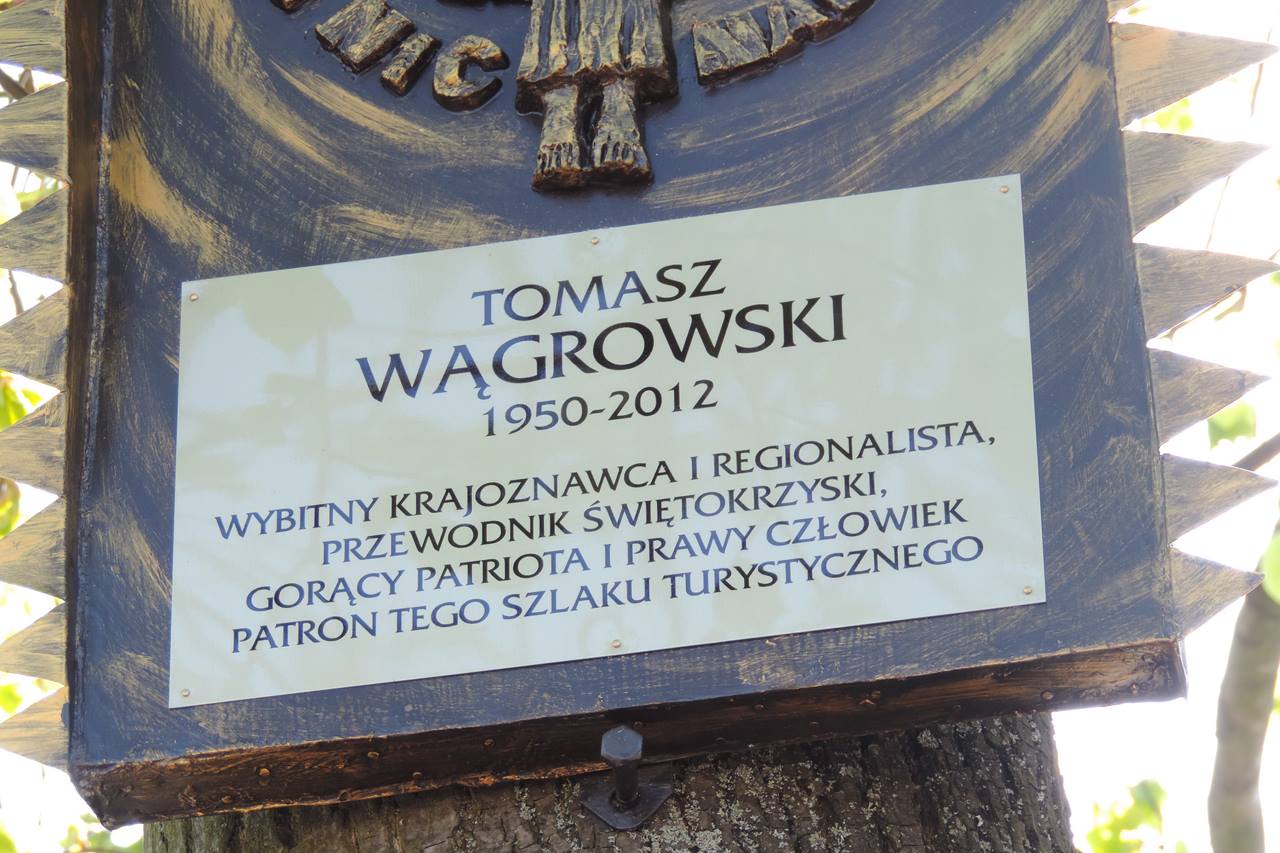 TOMASZ
WĄGROWSKI
1950-2012
WYBITNY KRAJOZNAWCA I REGIONALISTA,
PRZEWODNIK ŚWIĘTOKRZYSKI,
GORĄCY PATRIOTA I PRAWY CZŁOWIEK
PATRON TEGO SZLAKU TURYSTYCZNEGO